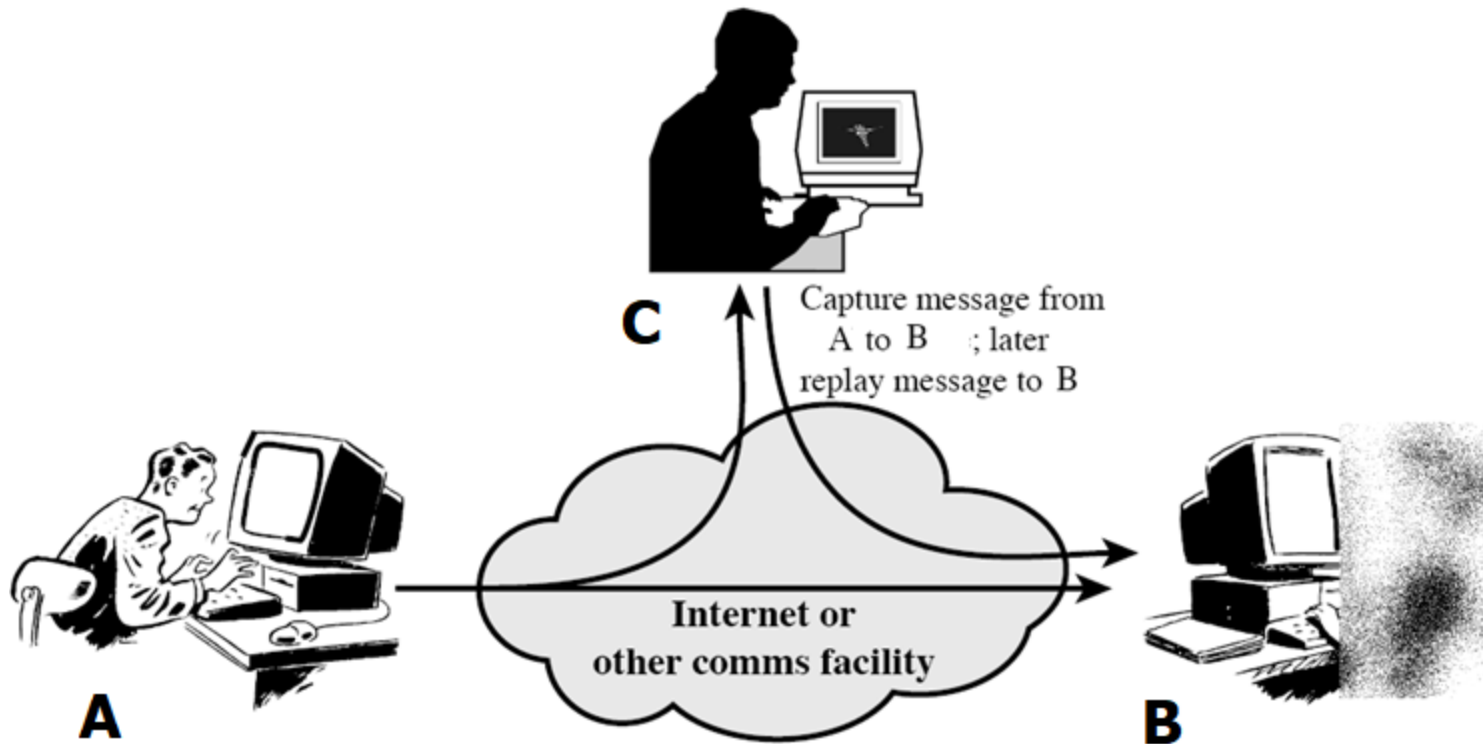 C
Capture message from
A to B ; later
replay message to B
Internet or
other comms facility
A
B